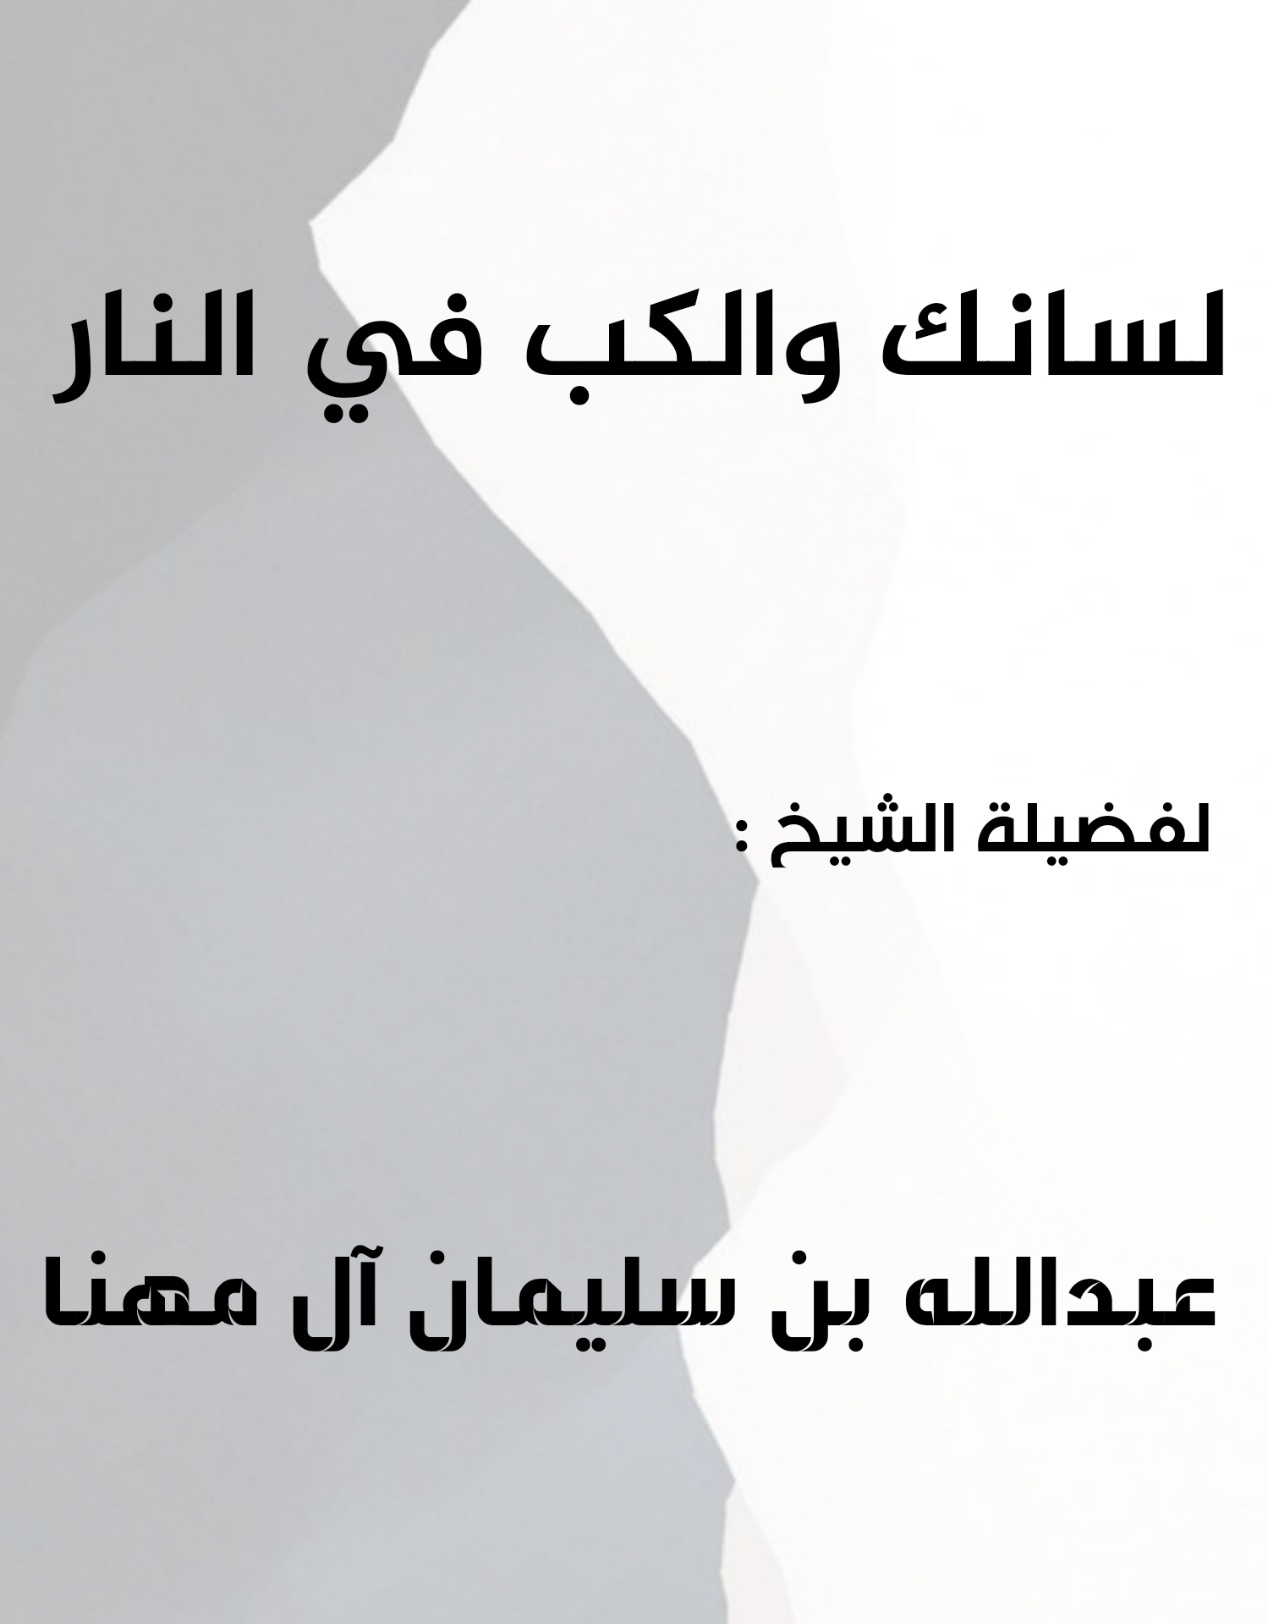 لسانك والكب في النار
لفضيلة الشيخ :
عبدالله بن سليمان آل مهنا